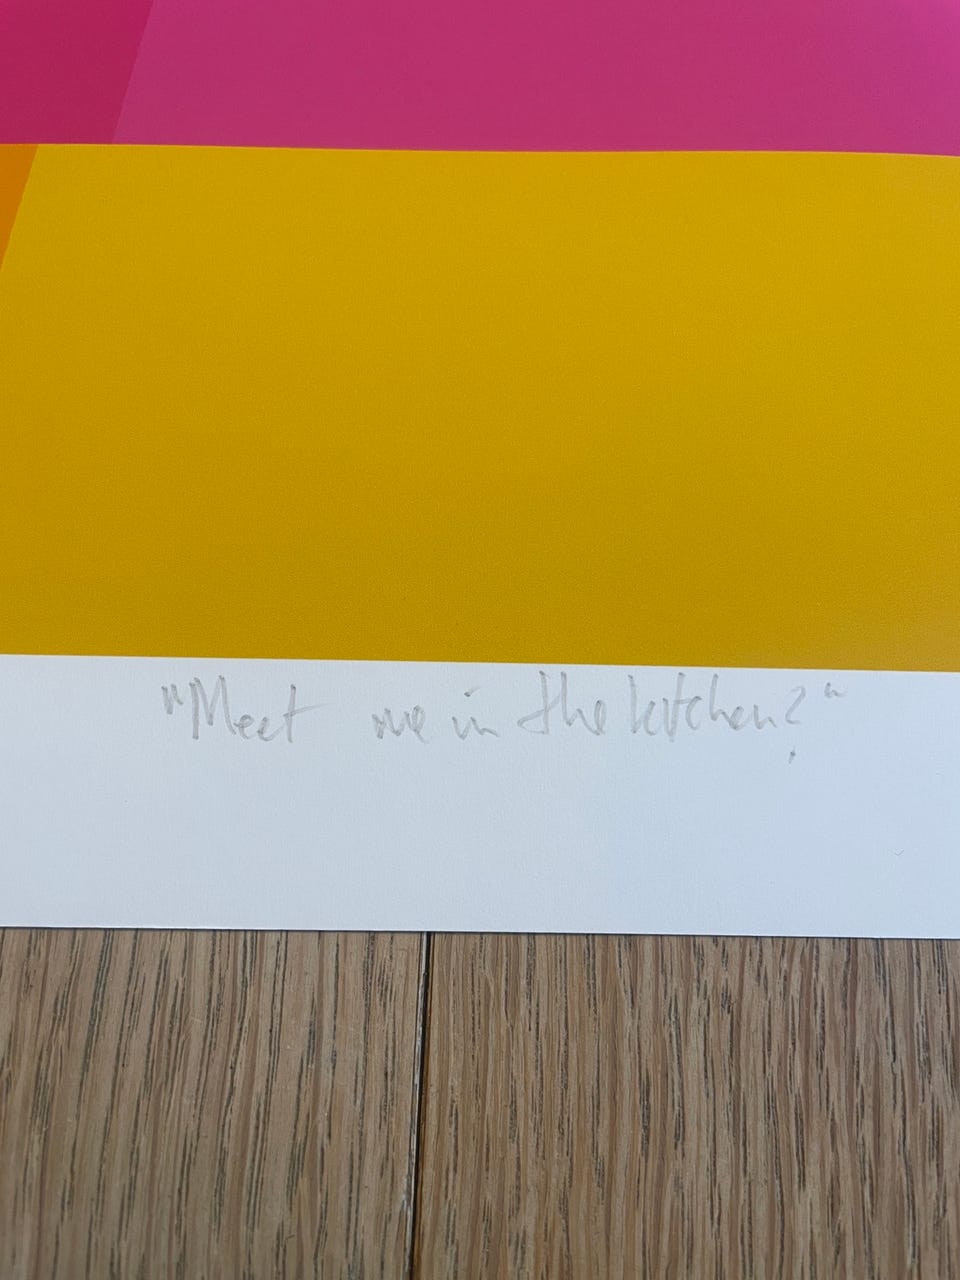 "Meet me in the kitchen?"